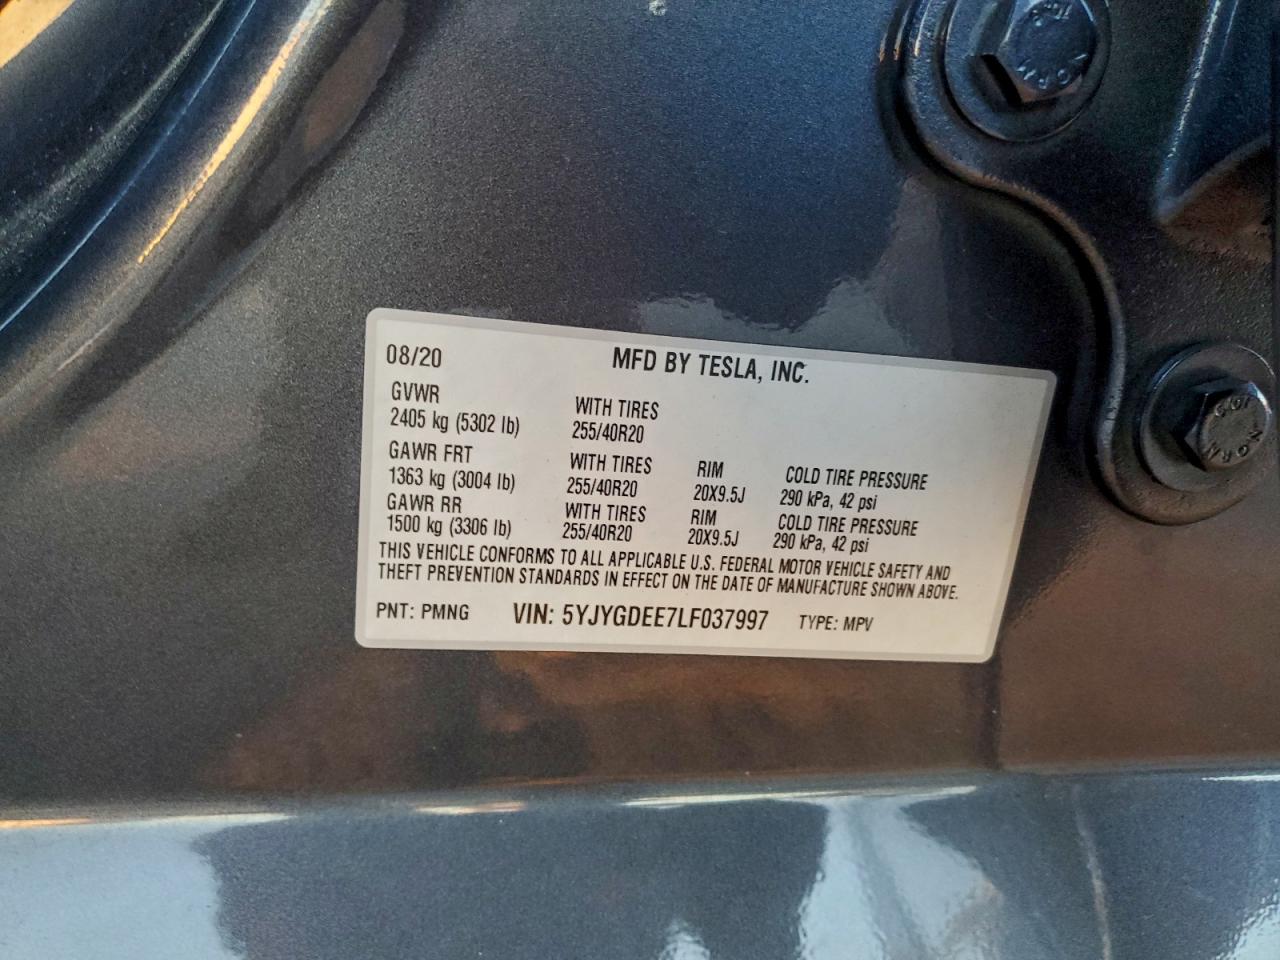 08/20 MFD BY TESLA, INC.
GVWR
2405 kg (5302 lb)
WITH TIRES
255/40R20
GAWR FRT
1363 kg (3004 lb)
WITH TIRES
255/40R20
RIM
20X9.5J
COLD TIRE PRESSURE
290 kPa, 42 psi
GAWR RR
1500 kg (3306 lb)
WITH TIRES
255/40R20
RIM
20X9.5J
COLD TIRE PRESSURE
290 kPa, 42 psi
THIS VEHICLE CONFORMS TO ALL APPLICABLE U.S. FEDERAL MOTOR VEHICLE SAFETY AND
THEFT PREVENTION STANDARDS IN EFFECT ON THE DATE OF MANUFACTURE SHOWN ABOVE.
PNT: PMNG VIN: 5YJYGDEE7LF037997 TYPE: MPV